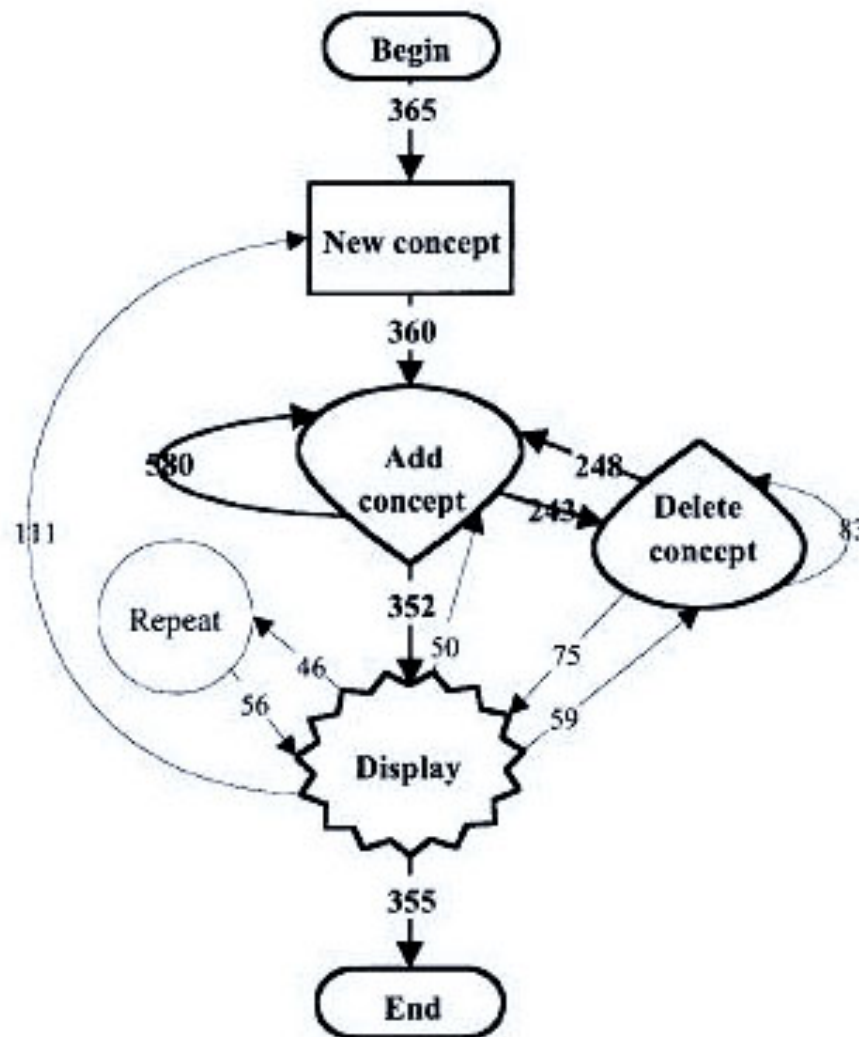 Begin
365
New concept
360
580
Add
concept
248
243
Delete
concept
83
111
Repeat
352
50
46
75
56
59
Display
355
End